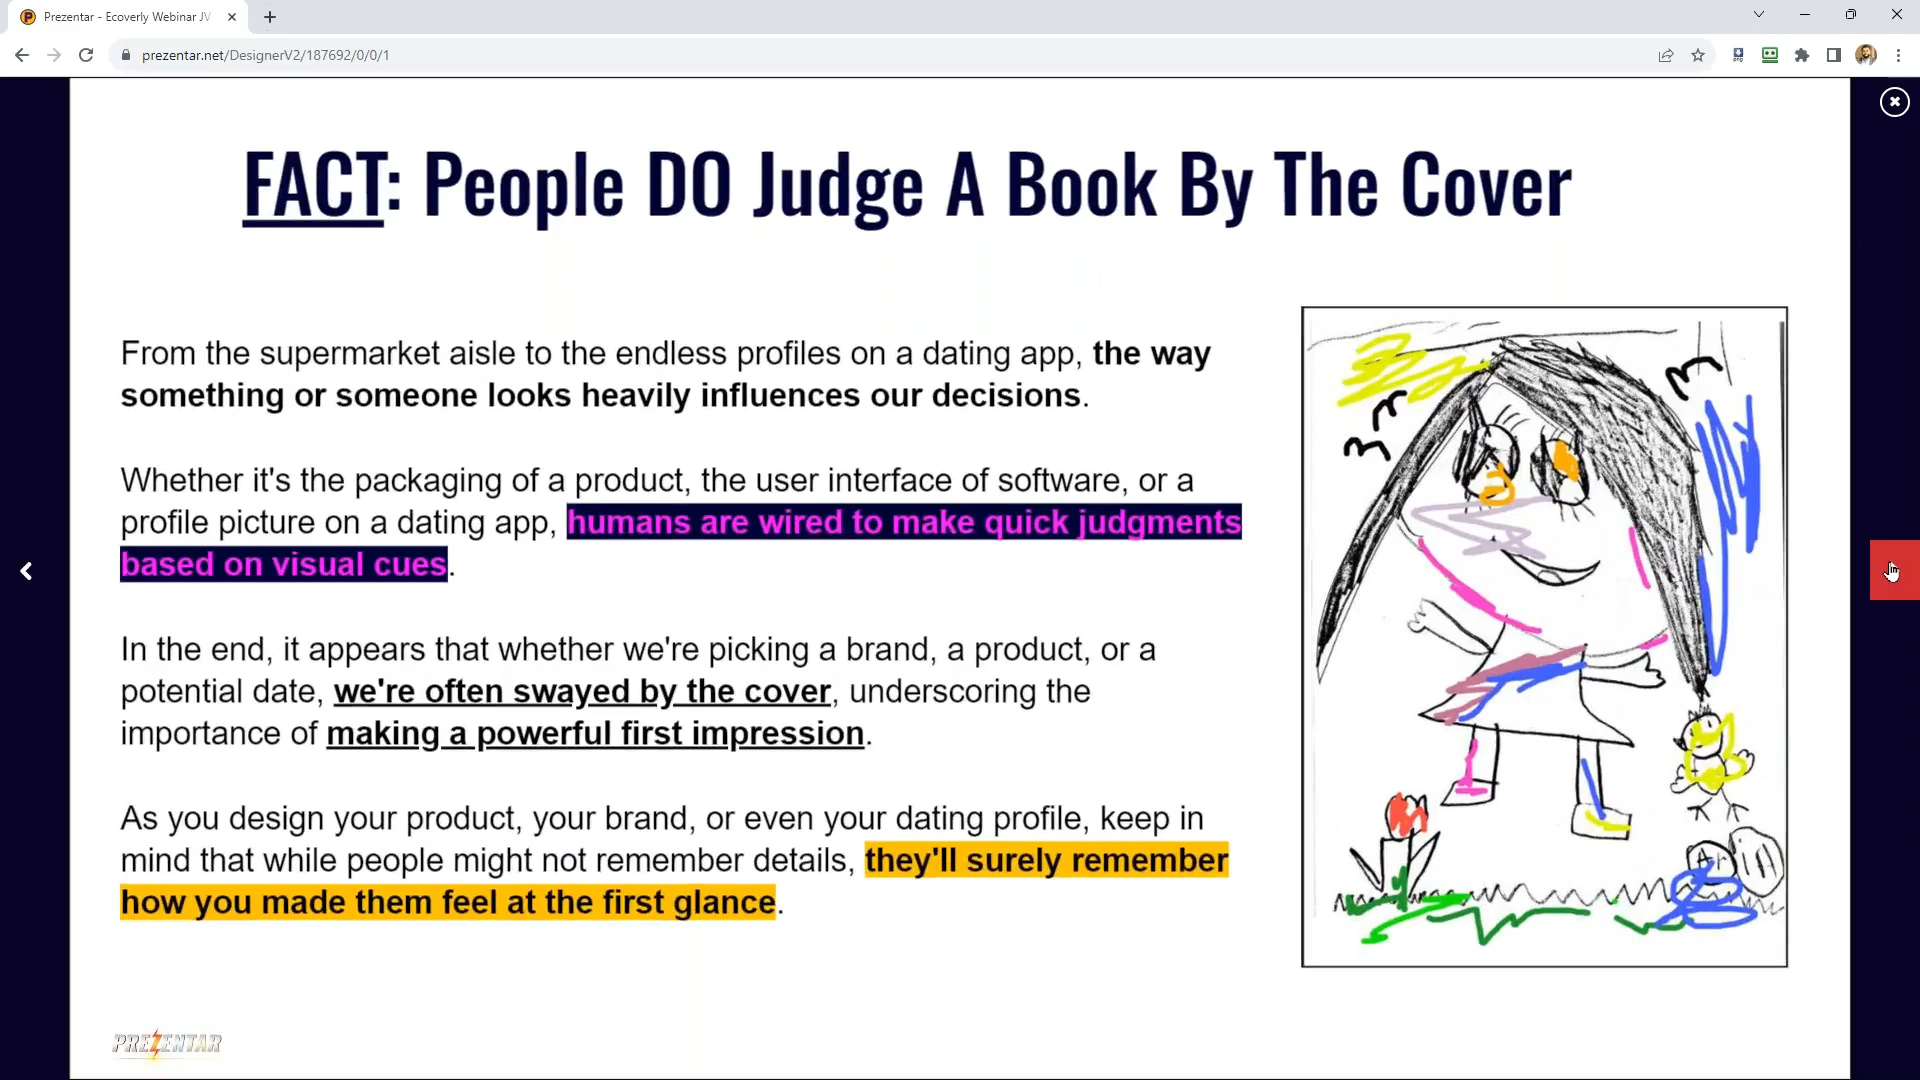 Prezentar - Ecoverly Webinar JV
prezentar.net/DesignerV2/187692/0/0/1
FACT: People DO Judge A Book By The Cover
From the supermarket aisle to the endless profiles on a dating app, the way
something or someone looks heavily influences our decisions.
Whether it's the packaging of a product, the user interface of software, or a
profile picture on a dating app, humans are wired to make quick judgments
based on visual cues.
In the end, it appears that whether we're picking a brand, a product, or a
potential date, we're often swayed by the cover, underscoring the
importance of making a powerful first impression.
As you design your product, your brand, or even your dating profile, keep in
mind that while people might not remember details, they'll surely remember
how you made them feel at the first glance.
PREZENTAR